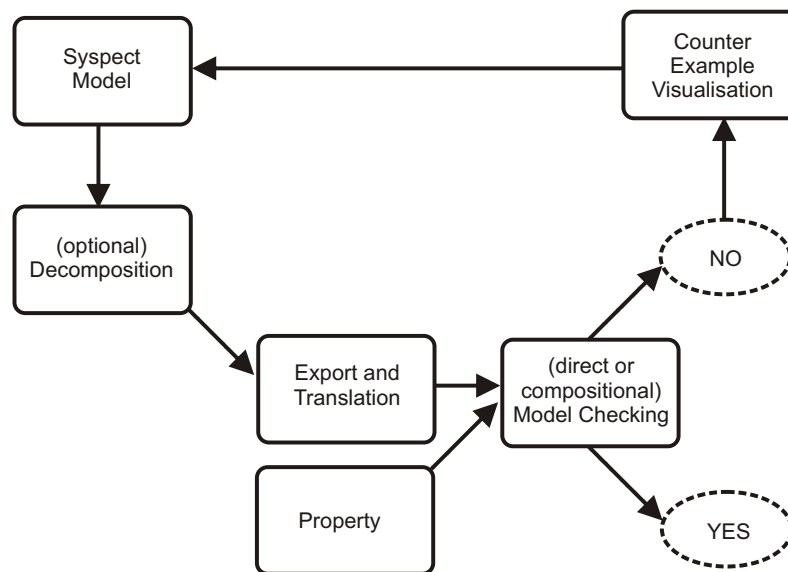 Syspect
Model
Counter
Example
Visualisation
(optional)
Decomposition
NO
Export and
Translation
(direct or
compositional)
Model Checking
Property
YES